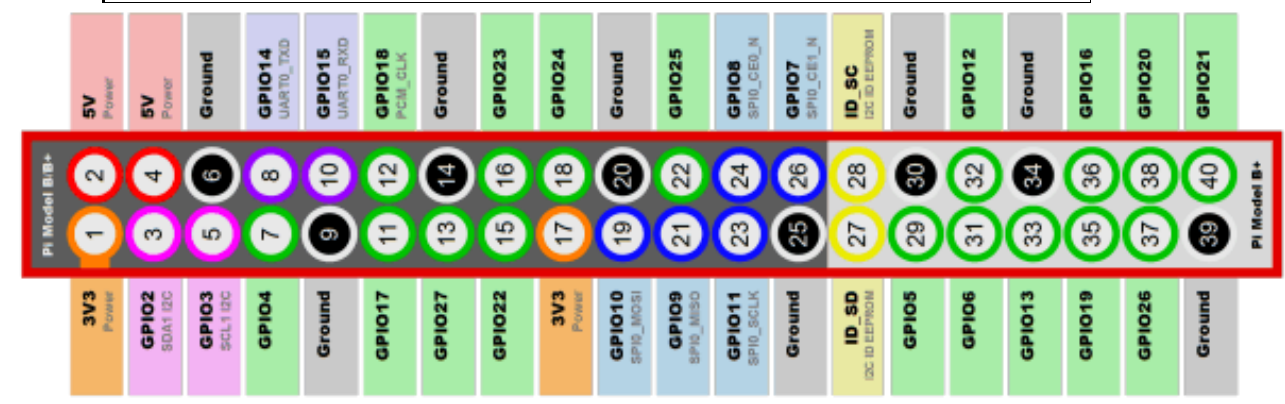 5V
Power
5V
Power
Ground
GPIO14
UART0_TXD
GPIO15
UART0_RXD
GPIO18
PCM_CLK
Ground
GPIO23
GPIO24
Ground
GPIO25
GPIO8
SPI0_CE0_N
GPIO7
SPI0_CE1_N
ID_SC
I2C ID EEPROM
Ground
GPIO12
Ground
GPIO16
GPIO20
GPIO21
Pi Model B/B+
2 4 6 8 10 12 14 16 18 20 22 24 26 28 30 32 34 36 38 40
1 3 5 7 9 11 13 15 17 19 21 23 25 27 29 31 33 35 37 39
Pi Model B+
3V3
Power
GPIO2
SDA1 I2C
GPIO3
SCL1 I2C
GPIO4
Ground
GPIO17
GPIO27
GPIO22
3V3
Power
GPIO10
SPI0_MOSI
GPIO9
SPI0_MISO
GPIO11
SPI0_SCLK
Ground
ID_SD
I2C ID EEPROM
GPIO5
GPIO6
GPIO13
GPIO19
GPIO26
Ground